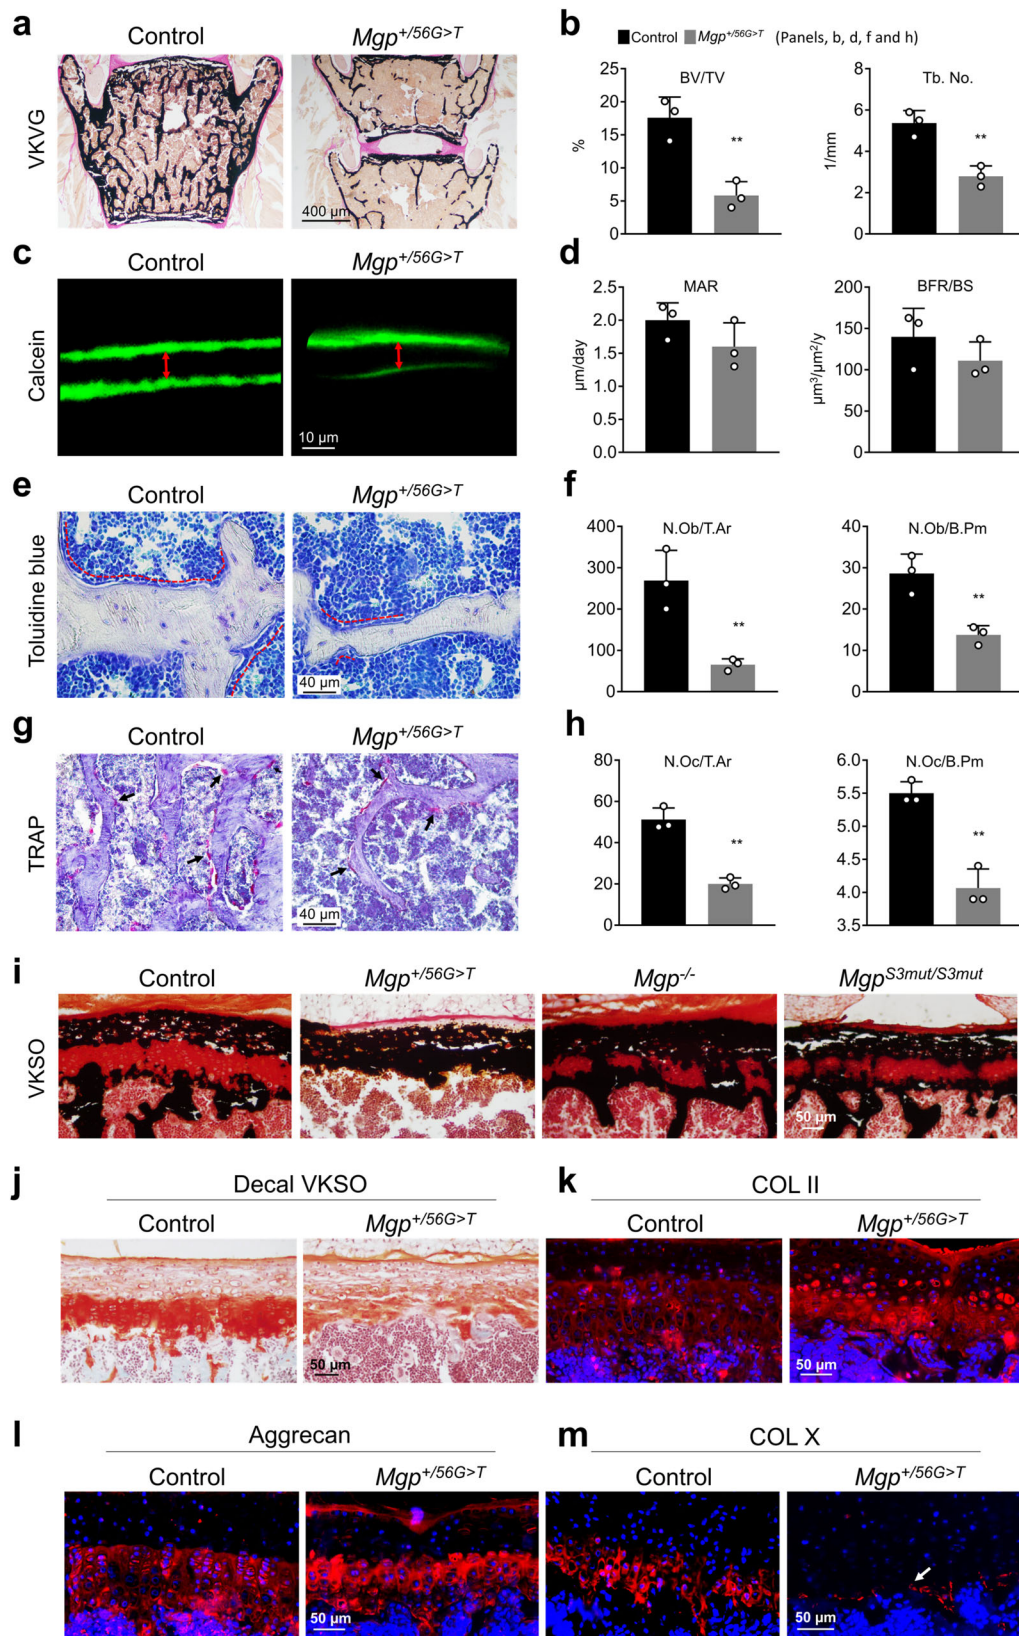 a
Control
Mgp+/56G>T
VKVG
400 µm
b
Control Mgp+/56G>T (Panels, b, d, f and h)
BV/TV
%
25
20
15
10
5
0
**
Tb. No.
1/mm
8
6
4
2
0
**
c
Control
Mgp+/56G>T
Calcein
10 µm
d
MAR
µm/day
2.5
2.0
1.5
1.0
0.5
0.0
BFR/BS
µm³/µm²/y
200
150
100
50
0
e
Control
Mgp+/56G>T
Toluidine blue
40 µm
f
N.Ob/T.Ar
400
300
200
100
0
**
N.Ob/B.Pm
40
30
20
10
0
**
g
Control
Mgp+/56G>T
TRAP
40 µm
h
N.Oc/T.Ar
80
60
40
20
0
**
N.Oc/B.Pm
6.0
5.5
5.0
4.5
4.0
3.5
**
i
Control
Mgp+/56G>T
Mgp-/-
MgpS3mut/S3mut
VKSO
50 µm
j
Decal VKSO
Control
Mgp+/56G>T
50 µm
k
COL II
Control
Mgp+/56G>T
50 µm
l
Aggrecan
Control
Mgp+/56G>T
50 µm
m
COL X
Control
Mgp+/56G>T
50 µm